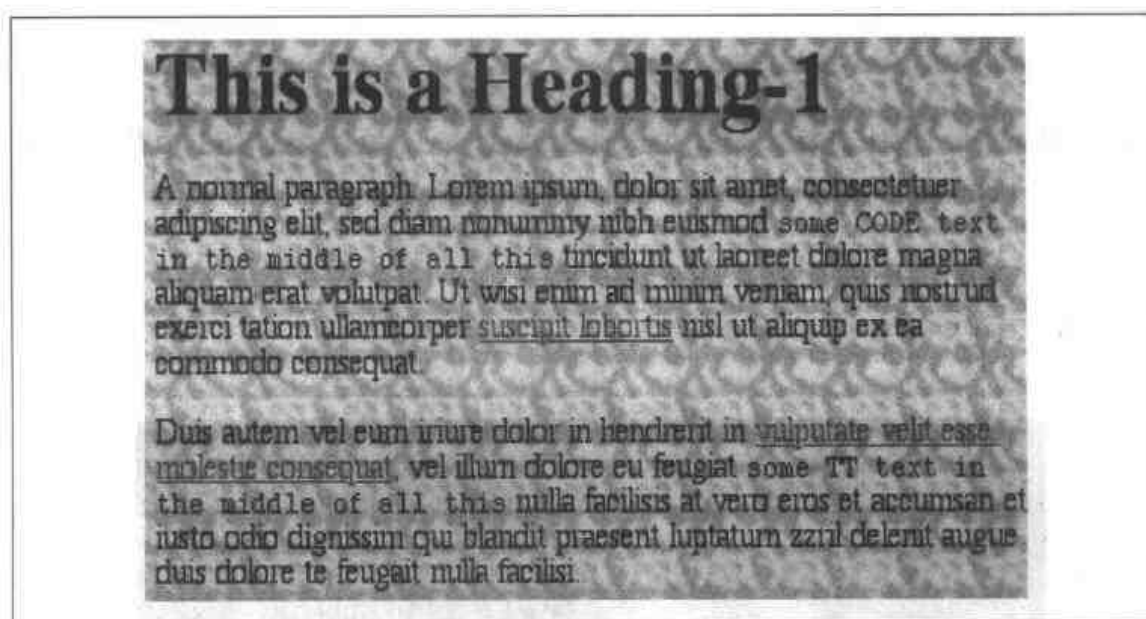 This is a Heading-1
A normal paragraph. Lorem ipsum, dolor sit amet, consectetuer
adipiscing elit, sed diam nonummy nibh euismod some CODE text
in the middle of all this tincidunt ut laoreet dolore magna
aliquam erat volutpat. Ut wisi enim ad minim veniam, quis nostrud
exerci tation ullamcorper suscipit lobortis nisl ut aliquip ex ea
commodo consequat.
Duis autem vel eum iriure dolor in hendrerit in vulputate velit esse
molestie consequat, vel illum dolore eu feugiat some TT text in
the middle of all this nulla facilisis at vero eros et accumsan et
iusto odio dignissim qui blandit praesent luptatum zzril delenit augue
duis dolore te feugait nulla facilisi.